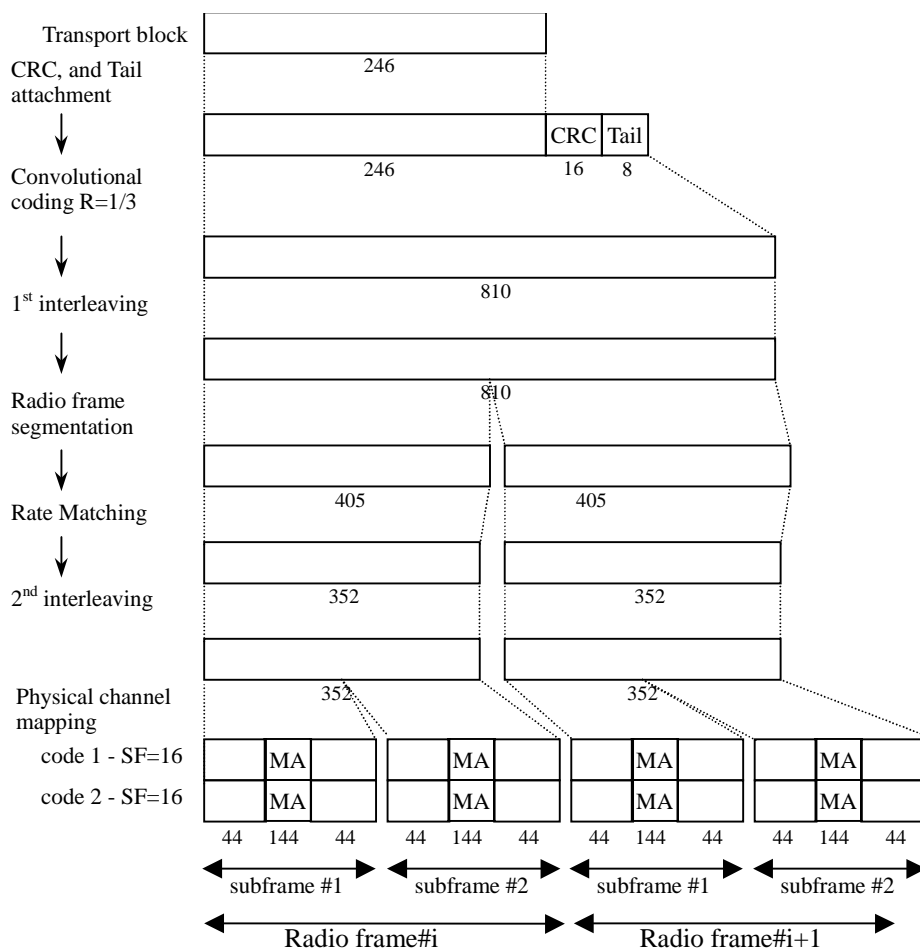 Transport block
246
CRC, and Tail
attachment
CRC Tail
246 16 8
Convolutional
coding R=1/3
810
1st interleaving
810
Radio frame
segmentation
405 405
Rate Matching
352 352
2nd interleaving
352 352
Physical channel
mapping
code 1 - SF=16 MA MA MA MA
code 2 - SF=16 MA MA MA MA
44 144 44 44 144 44 44 144 44 44 144 44
subframe #1 subframe #2 subframe #1 subframe #2
Radio frame#i Radio frame#i+1